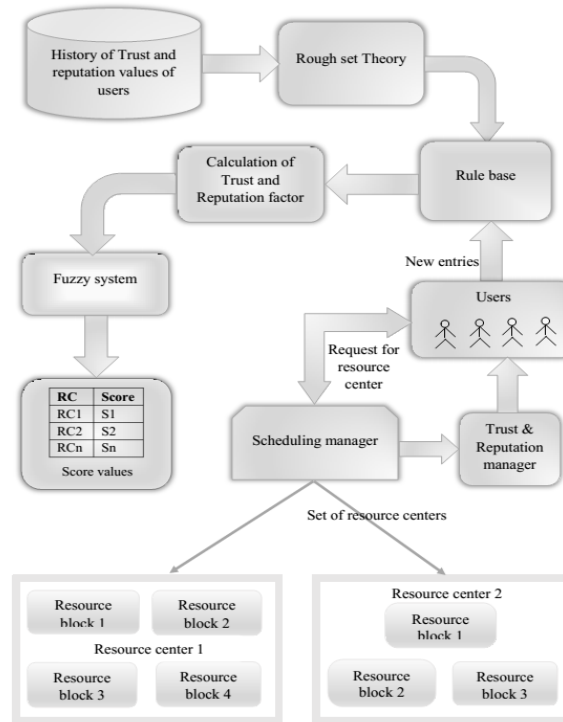 History of Trust and
reputation values of
users
Rough set Theory
Calculation of
Trust and
Reputation factor
Rule base
New entries
Fuzzy system
Users
Request for
resource
center
RC Score
RC1 S1
RC2 S2
RCn Sn
Score values
Scheduling manager
Trust &
Reputation
manager
Set of resource centers
Resource
block 1
Resource
block 2
Resource center 1
Resource
block 3
Resource
block 4
Resource center 2
Resource
block 1
Resource
block 2
Resource
block 3